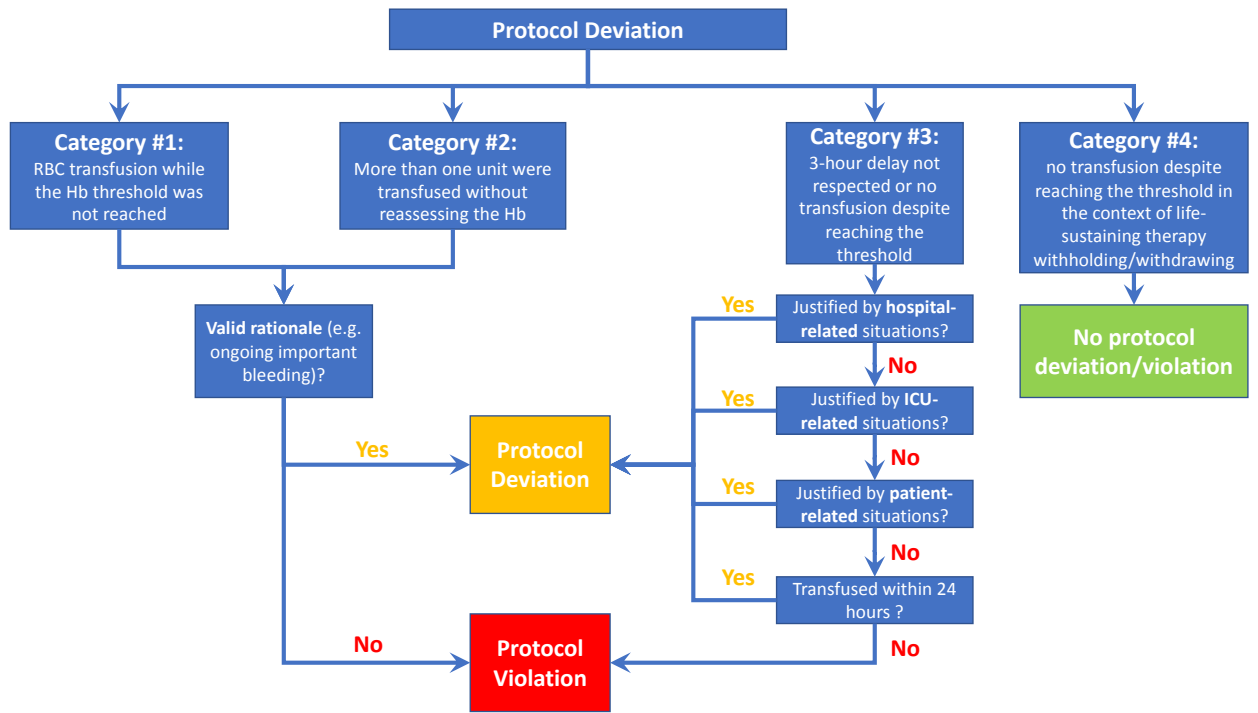 Protocol Deviation
Category #1:
RBC transfusion while
the Hb threshold was
not reached
Category #2:
More than one unit were
transfused without
reassessing the Hb
Category #3:
3-hour delay not
respected or no
transfusion despite
reaching the
threshold
Category #4:
no transfusion despite
reaching the threshold in
the context of life-
sustaining therapy
withholding/withdrawing
Valid rationale (e.g.
ongoing important
bleeding)?
Yes
Justified by hospital-
related situations?
No protocol
deviation/violation
No
Yes
Justified by ICU-
related situations?
Yes
Protocol
Deviation
No
Yes
Justified by patient-
related situations?
No
Yes
Transfused within 24
hours ?
No
Protocol
Violation
No